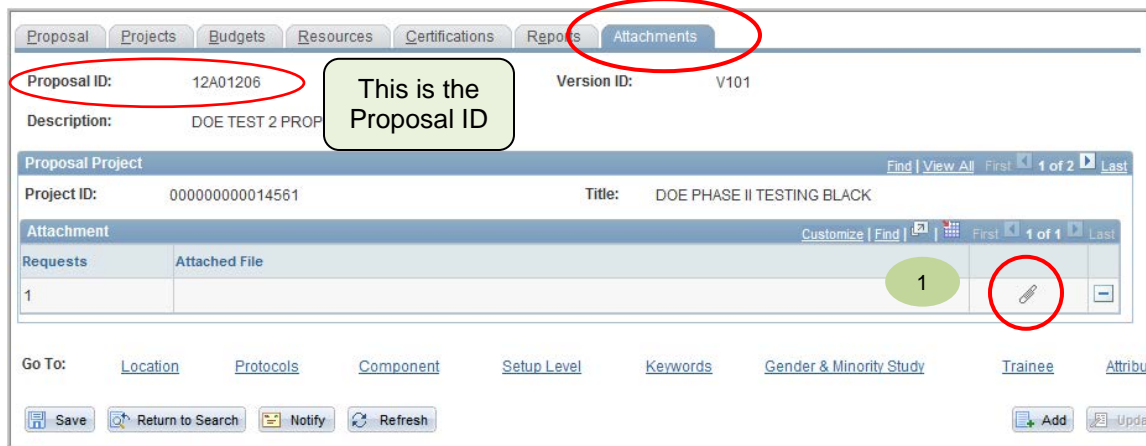 Proposal Projects Budgets Resources Certifications Reports Attachments
Proposal ID: 12A01206 Version ID: V101
This is the
Proposal ID
Description: DOE TEST 2 PROP
Proposal Project Find | View All First 1 of 2 Last
Project ID: 000000000014561 Title: DOE PHASE II TESTING BLACK
Attachment Customize | Find | | First 1 of 1 Last
Requests Attached File
1
1
Go To: Location Protocols Component Setup Level Keywords Gender & Minority Study Trainee Attribu
Save Return to Search Notify Refresh Add Upda